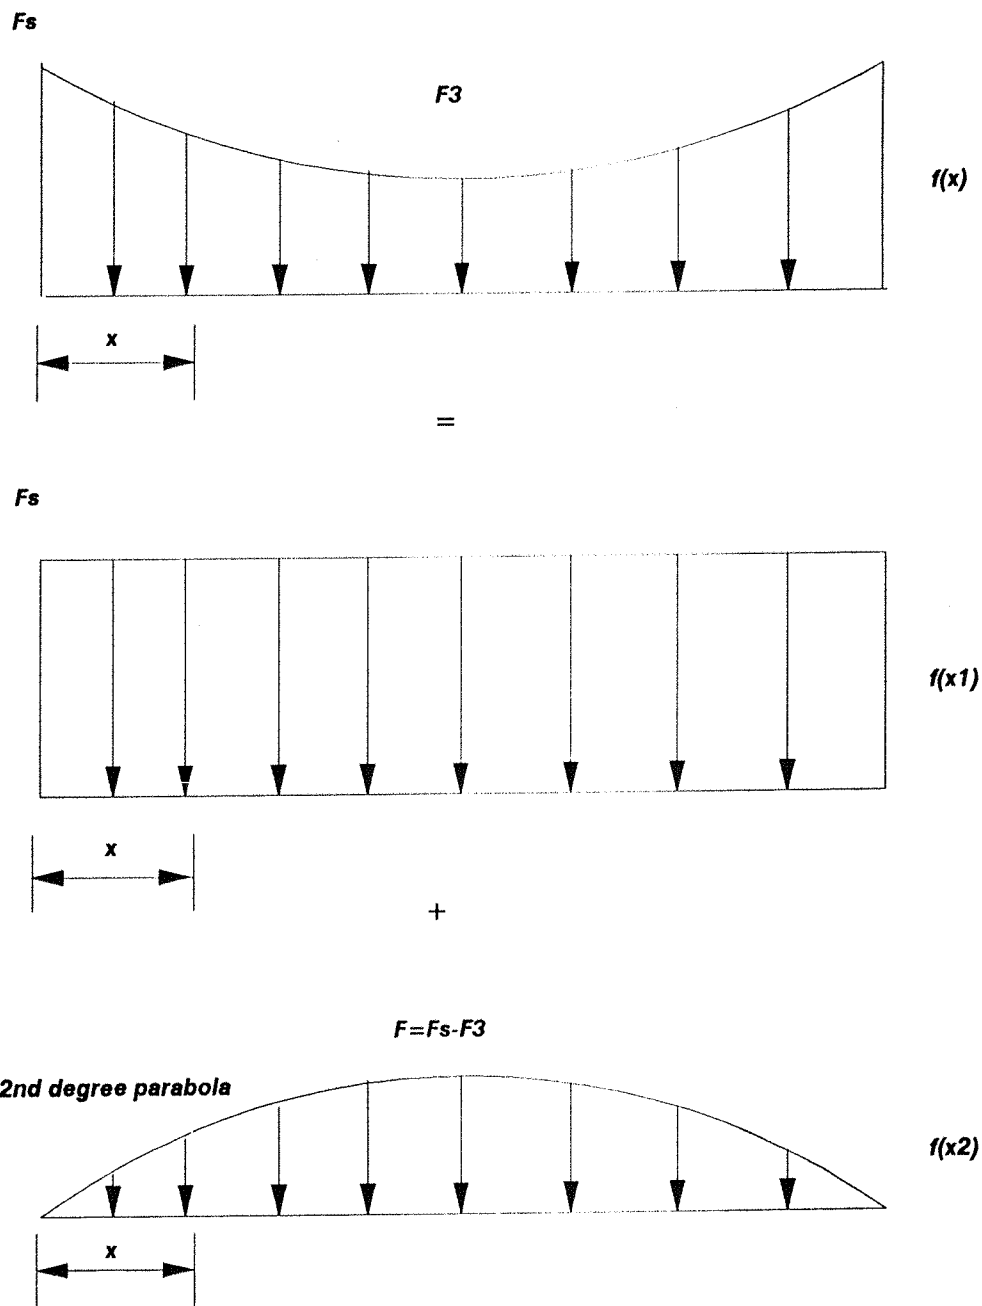 Fs
F3
f(x)
x
=
Fs
f(x1)
x
+
F=Fs-F3
2nd degree parabola
f(x2)
x